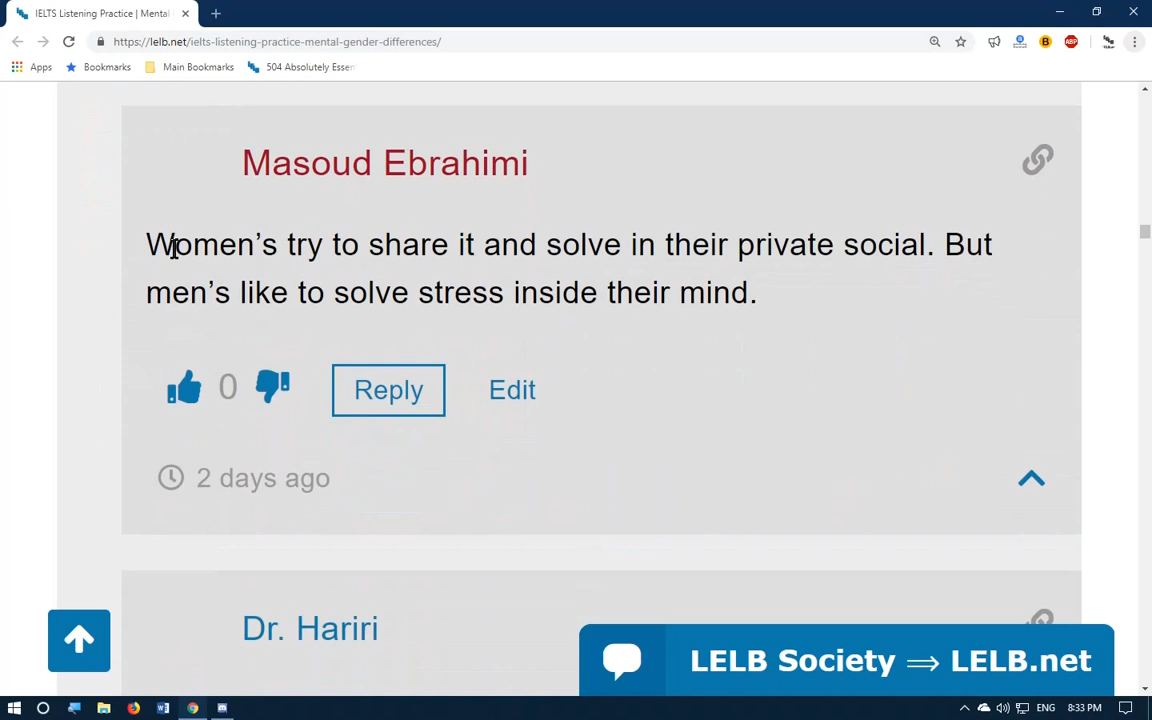 IELTS Listening Practice | Mental
https://lelb.net/ielts-listening-practice-mental-gender-differences/
Apps Bookmarks Main Bookmarks 504 Absolutely Essen
Masoud Ebrahimi
Women’s try to share it and solve in their private social. But
men’s like to solve stress inside their mind.
0 Reply Edit
2 days ago
Dr. Hariri
LELB Society ⟹ LELB.net
ENG 8:33 PM